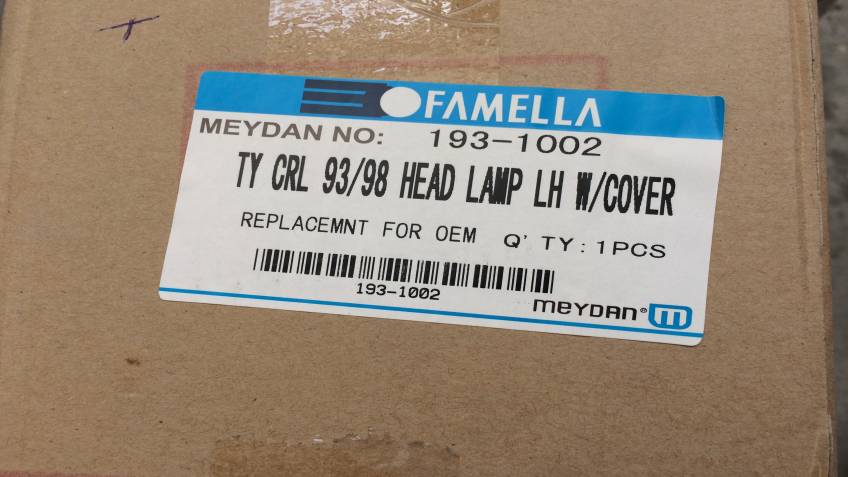 FAMELLA
MEYDAN NO: 193-1002
TY CRL 93/98 HEAD LAMP LH W/COVER
REPLACEMNT FOR OEM Q'TY: 1PCS
193-1002
MEYDAN®